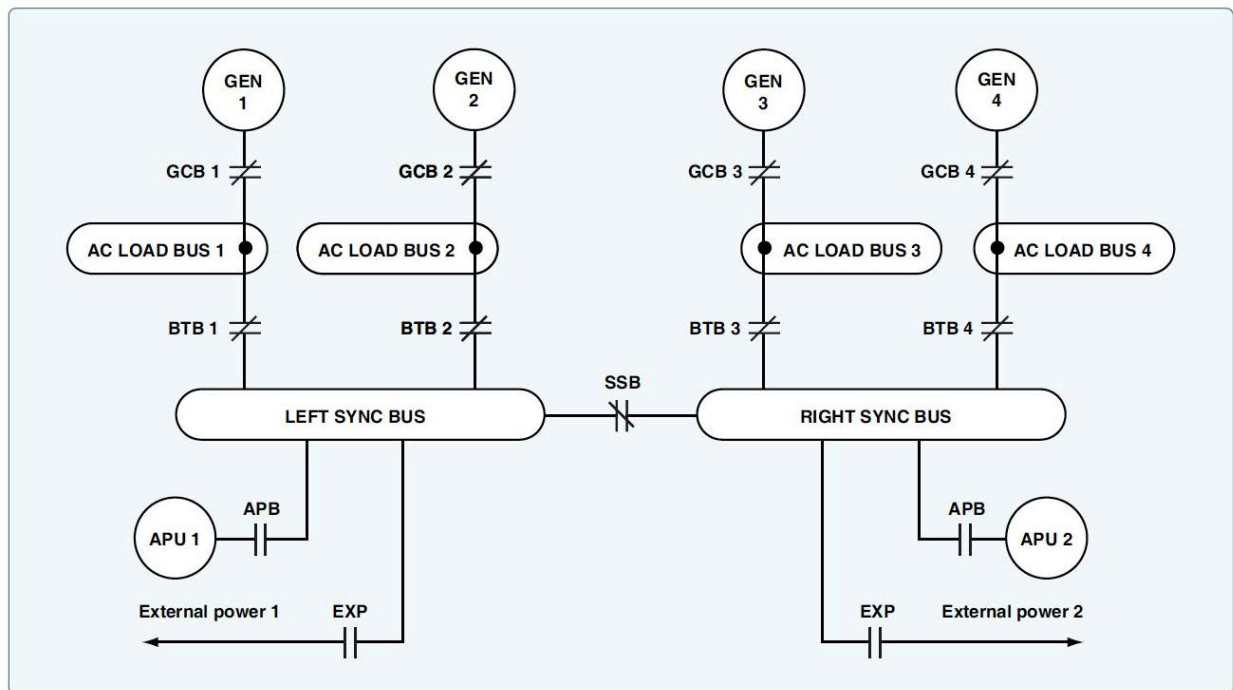 GEN
1
GEN
2
GEN
3
GEN
4
GCB 1
GCB 2
GCB 3
GCB 4
AC LOAD BUS 1
AC LOAD BUS 2
AC LOAD BUS 3
AC LOAD BUS 4
BTB 1
BTB 2
BTB 3
BTB 4
SSB
LEFT SYNC BUS
RIGHT SYNC BUS
APB
APB
APU 1
APU 2
External power 1
EXP
EXP
External power 2